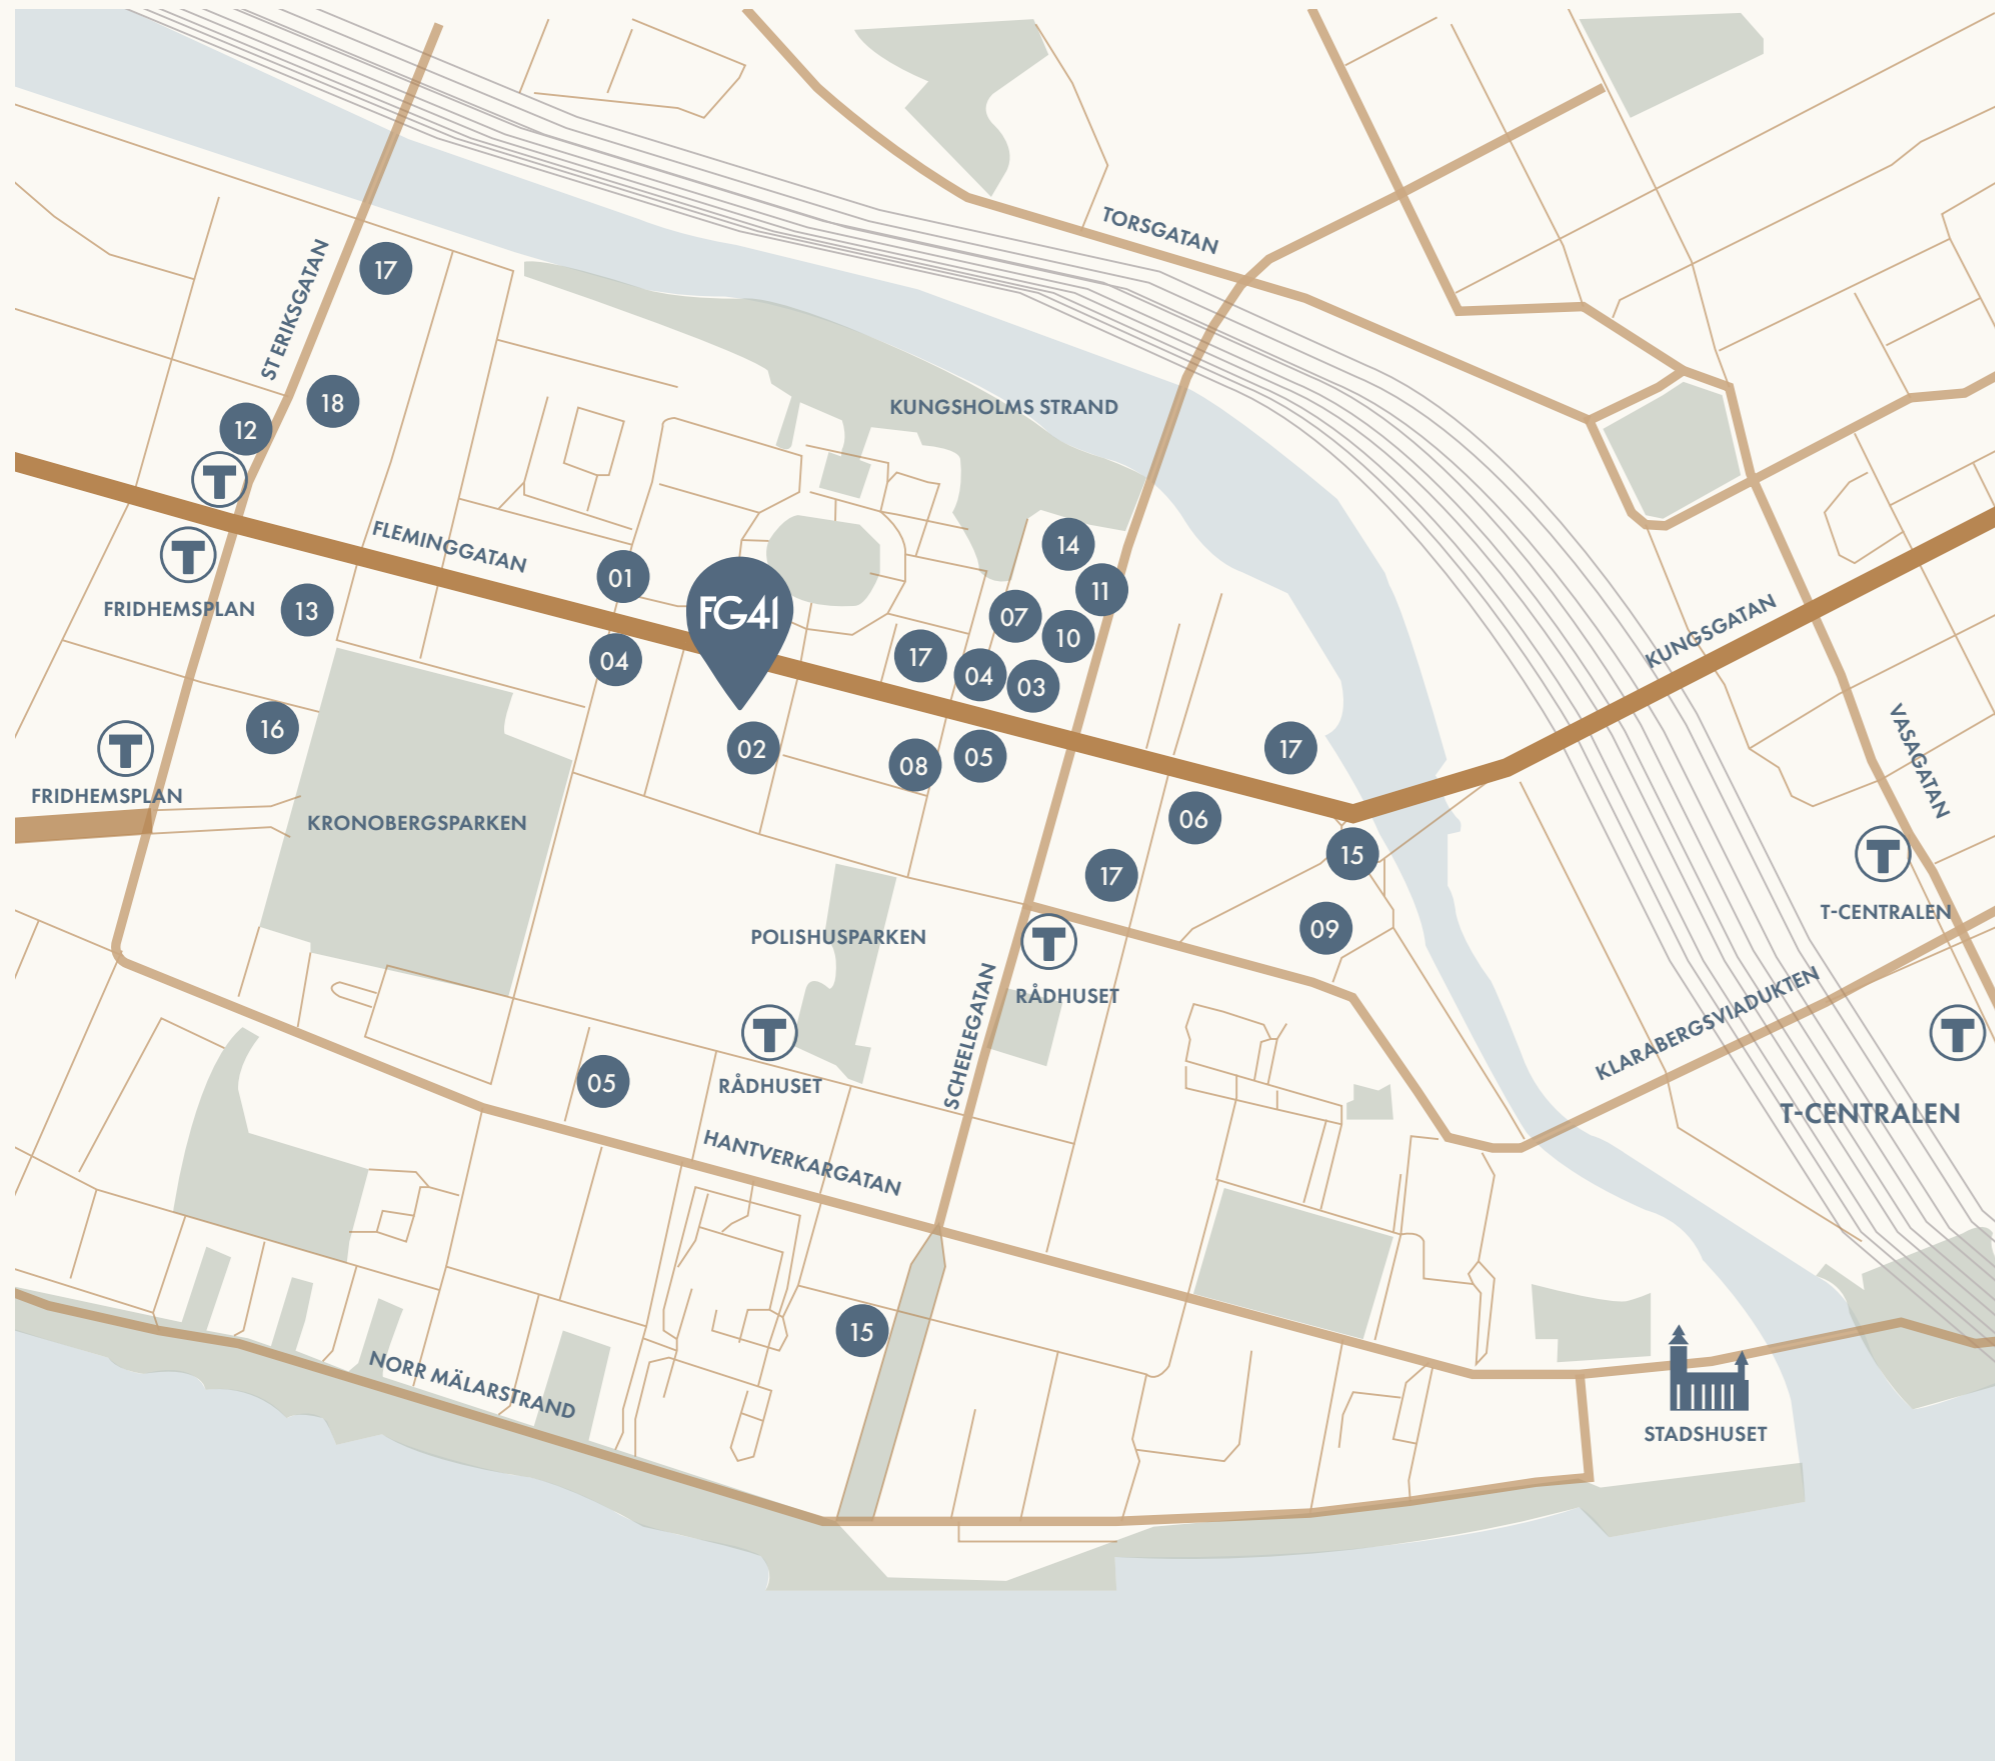 TORSGATAN
ST ERIKSGATAN
17
18
12
T
KUNGSHOLMS STRAND
FLEMINGGATAN
T
FRIDHEMSPLAN
13
01
04
FG41
14
11
07
10
17
04
03
KUNGSGATAN
16
T
FRIDHEMSPLAN
02
08
05
17
VASAGATAN
KRONOBERGSPARKEN
06
15
17
T
T-CENTRALEN
09
POLISHUSPARKEN
T
RÅDHUSET
SCHEELEGATAN
KLARABERGSVIADUKTEN
T
T-CENTRALEN
T
RÅDHUSET
05
HANTVERKARGATAN
15
NORR MÄLARSTRAND
STADSHUSET